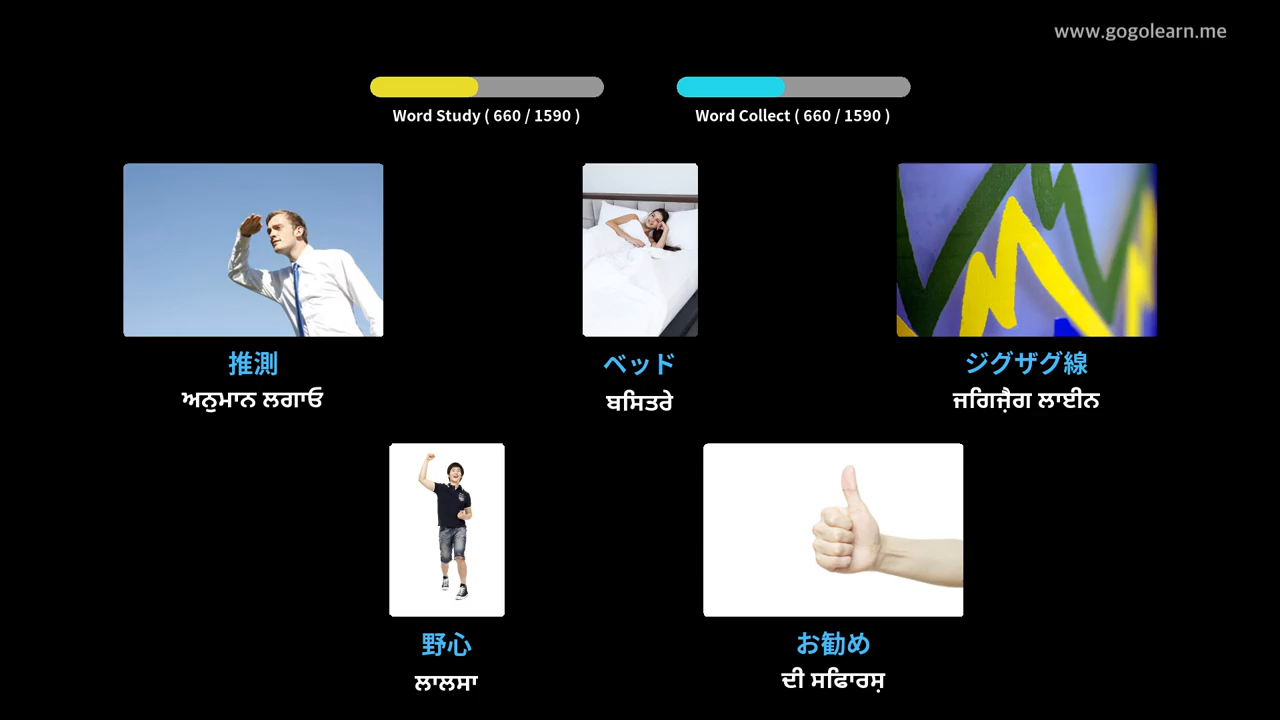 www.gogolearn.me
Word Study ( 660 / 1590 )
Word Collect ( 660 / 1590 )
推測
ਅਨੁਮਾਨ ਲਗਾਓ
ベッド
ਬਸਿਤਰੇ
ジグザグ線
ਜਗਿਜ਼ੈਗ ਲਾਈਨ
野心
ਲਾਲਸਾ
お勧め
ਦੀ ਸਫਾਿਰਸ਼